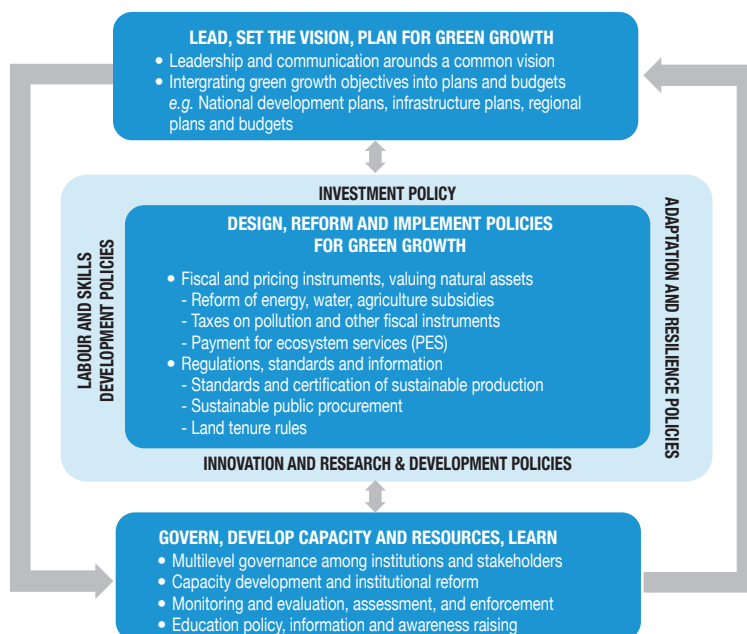 LEAD, SET THE VISION, PLAN FOR GREEN GROWTH
• Leadership and communication arounds a common vision
• Intergrating green growth objectives into plans and budgets
e.g. National development plans, infrastructure plans, regional
plans and budgets
INVESTMENT POLICY
LABOUR AND SKILLS
DEVELOPMENT POLICIES
DESIGN, REFORM AND IMPLEMENT POLICIES
FOR GREEN GROWTH
• Fiscal and pricing instruments, valuing natural assets
- Reform of energy, water, agriculture subsidies
- Taxes on pollution and other fiscal instruments
- Payment for ecosystem services (PES)
• Regulations, standards and information
- Standards and certification of sustainable production
- Sustainable public procurement
- Land tenure rules
ADAPTATION AND RESILIENCE POLICIES
INNOVATION AND RESEARCH & DEVELOPMENT POLICIES
GOVERN, DEVELOP CAPACITY AND RESOURCES, LEARN
• Multilevel governance among institutions and stakeholders
• Capacity development and institutional reform
• Monitoring and evaluation, assessment, and enforcement
• Education policy, information and awareness raising